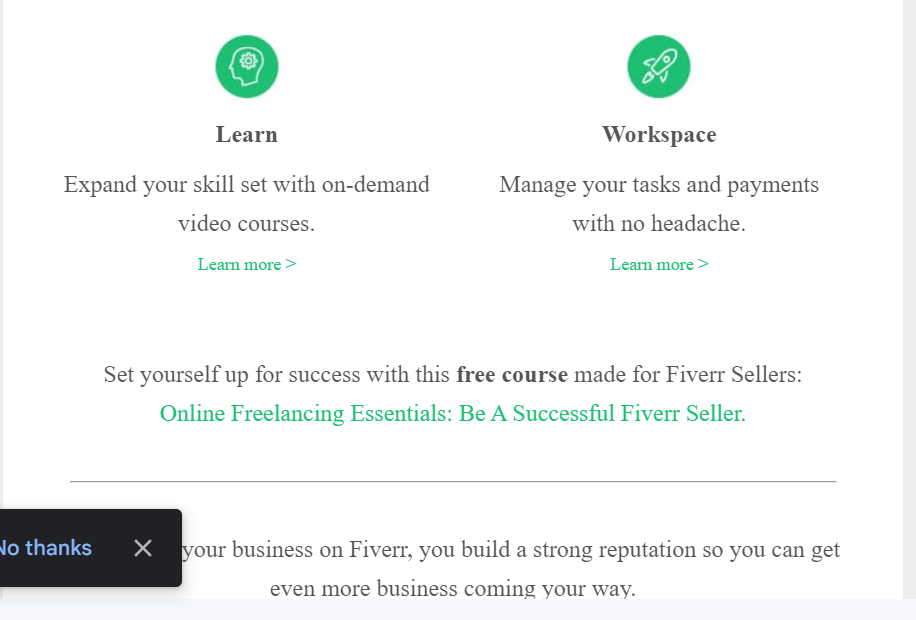 Learn
Expand your skill set with on-demand
video courses.
Learn more >
Workspace
Manage your tasks and payments
with no headache.
Learn more >
Set yourself up for success with this free course made for Fiverr Sellers:
Online Freelancing Essentials: Be A Successful Fiverr Seller.
No thanks
your business on Fiverr, you build a strong reputation so you can get
even more business coming your way.